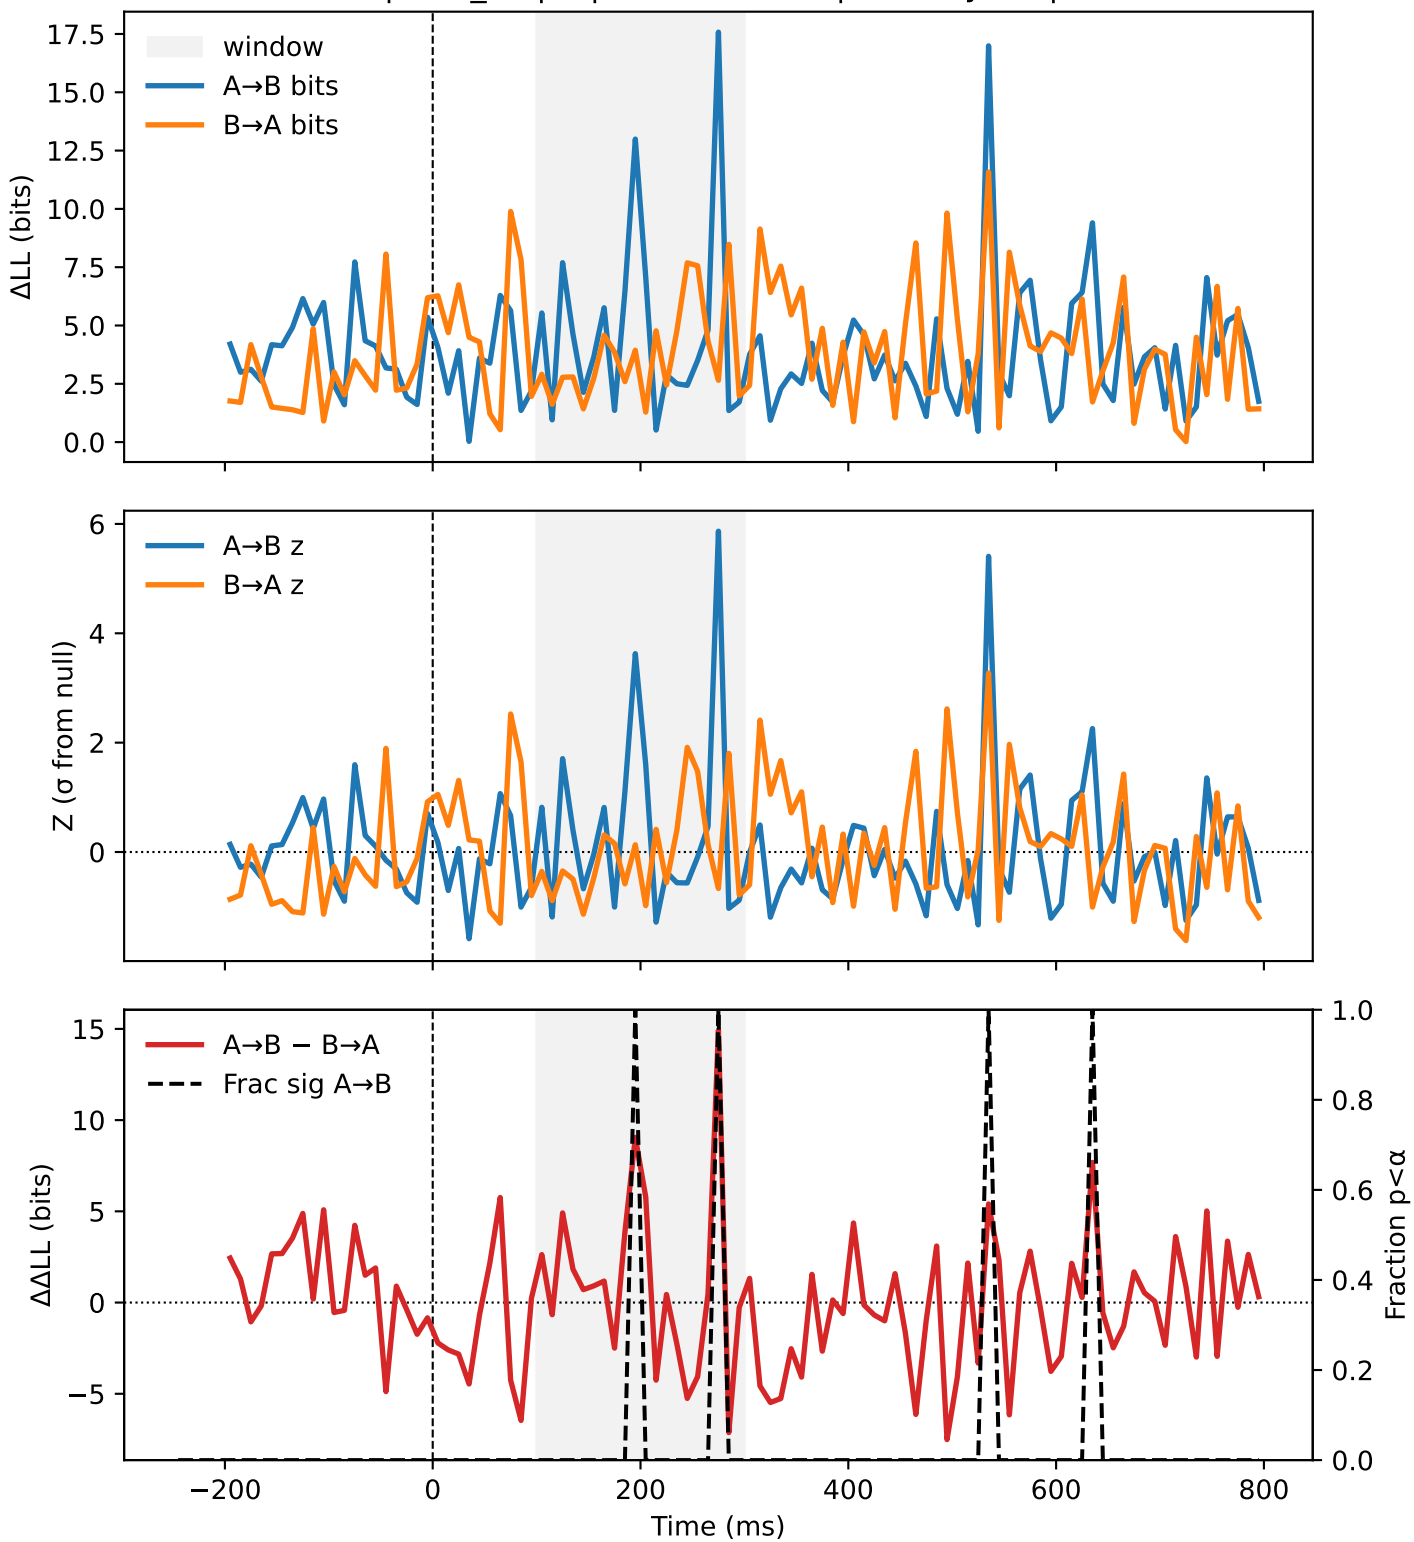 17.5
15.0
12.5
10.0
7.5
5.0
2.5
0.0
ΔLL (bits)
window
A→B bits
B→A bits
6
4
2
0
Z (σ from null)
A→B z
B→A z
15
10
5
0
−5
ΔΔLL (bits)
A→B − B→A
Frac sig A→B
1.0
0.8
0.6
0.4
0.2
0.0
Fraction p<α
−200
0
200
400
600
800
Time (ms)